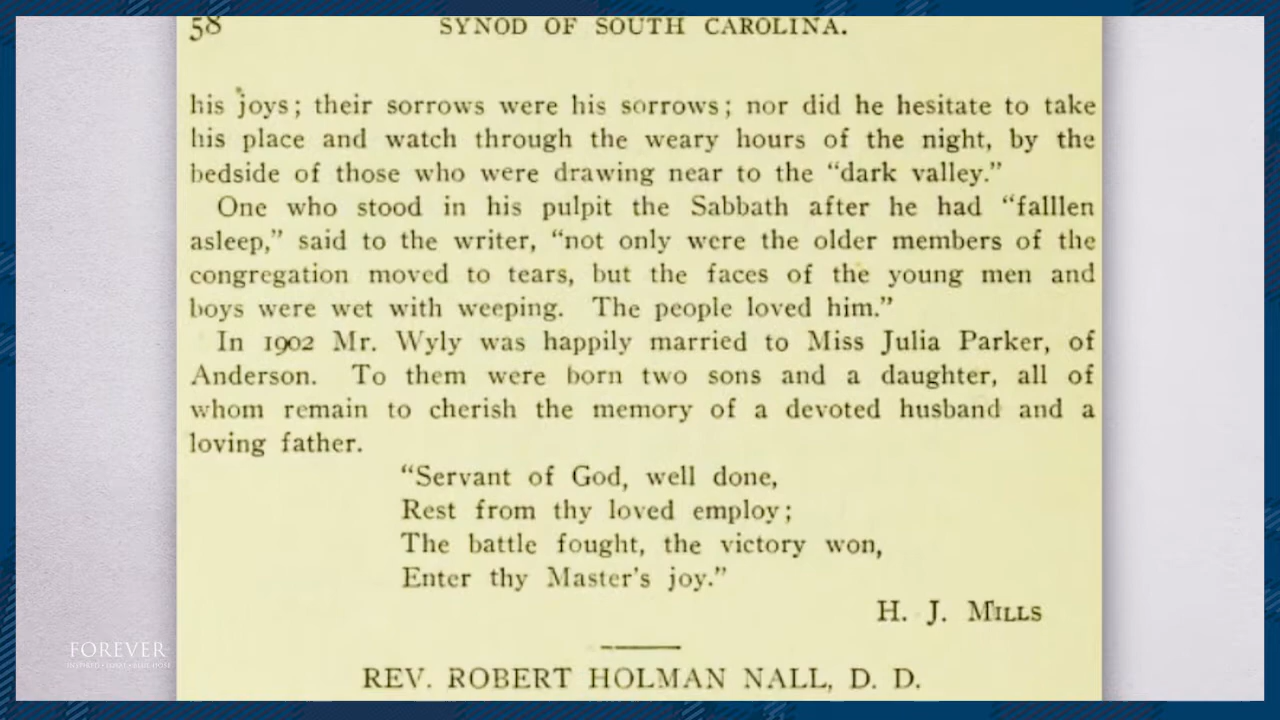 58 SYNOD OF SOUTH CAROLINA.
his joys; their sorrows were his sorrows; nor did he hesitate to take
his place and watch through the weary hours of the night, by the
bedside of those who were drawing near to the “dark valley.”
One who stood in his pulpit the Sabbath after he had “falllen
asleep,” said to the writer, “not only were the older members of the
congregation moved to tears, but the faces of the young men and
boys were wet with weeping. The people loved him.”
In 1902 Mr. Wyly was happily married to Miss Julia Parker, of
Anderson. To them were born two sons and a daughter, all of
whom remain to cherish the memory of a devoted husband and a
loving father.
“Servant of God, well done,
Rest from thy loved employ;
The battle fought, the victory won,
Enter thy Master’s joy.”
H. J. MILLS
REV. ROBERT HOLMAN NALL, D. D.
FOREVER